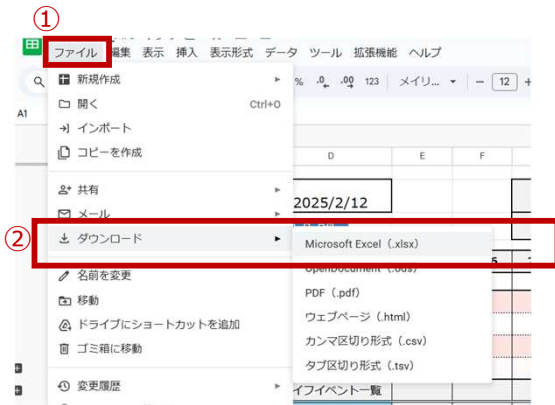 ①
ファイル 編集 表示 挿入 表示形式 データ ツール 拡張機能 ヘルプ
新規作成
% .0 .00 123 メイリ... 12
開く Ctrl+O
A1
インポート
コピーを作成
D E F
共有
2025/2/12
メール
②
ダウンロード
Microsoft Excel（.xlsx）
OpenDocument（.ods）
名前を変更
PDF（.pdf）
移動
ウェブページ（.html）
ドライブにショートカットを追加
カンマ区切り形式（.csv）
ゴミ箱に移動
タブ区切り形式（.tsv）
変更履歴
イフイベント一覧